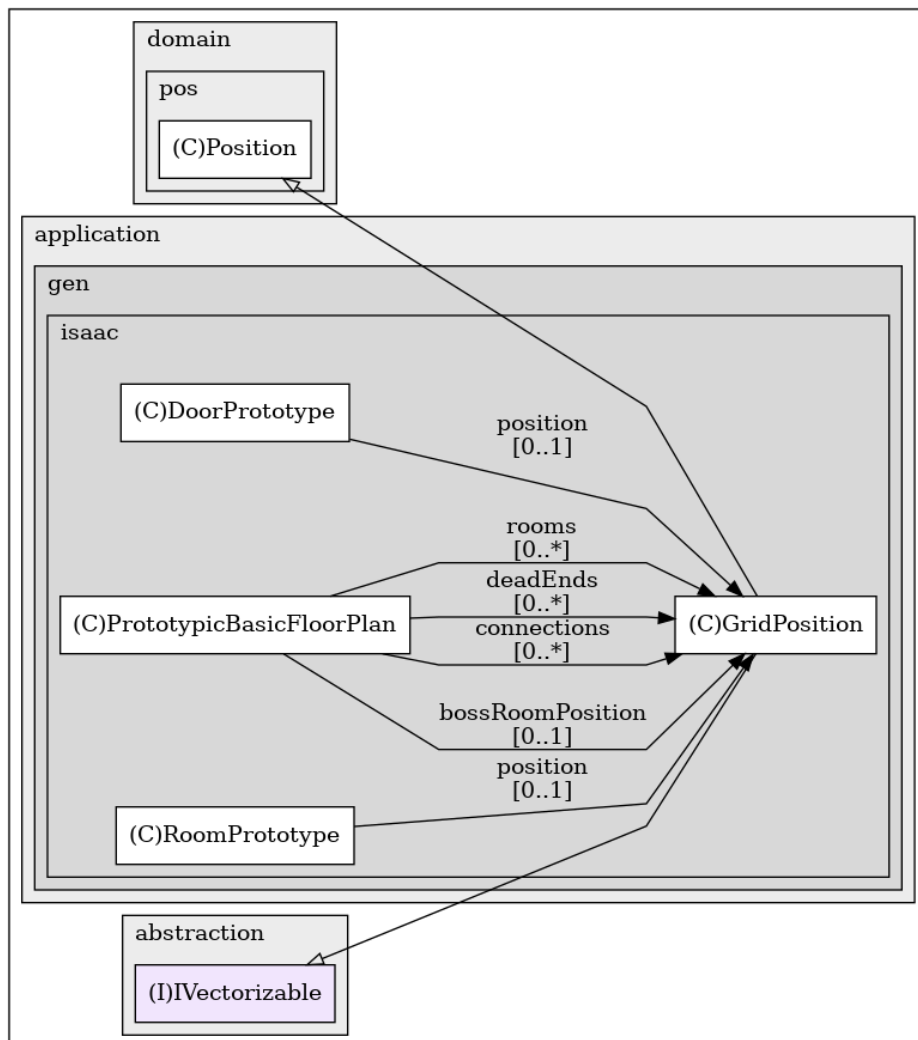 domain
pos
(C)Position
application
gen
isaac
(C)DoorPrototype
position
[0..1]
rooms
[0..*]
deadEnds
[0..*]
(C)PrototypicBasicFloorPlan
(C)GridPosition
connections
[0..*]
bossRoomPosition
[0..1]
position
[0..1]
(C)RoomPrototype
abstraction
(I)IVectorizable